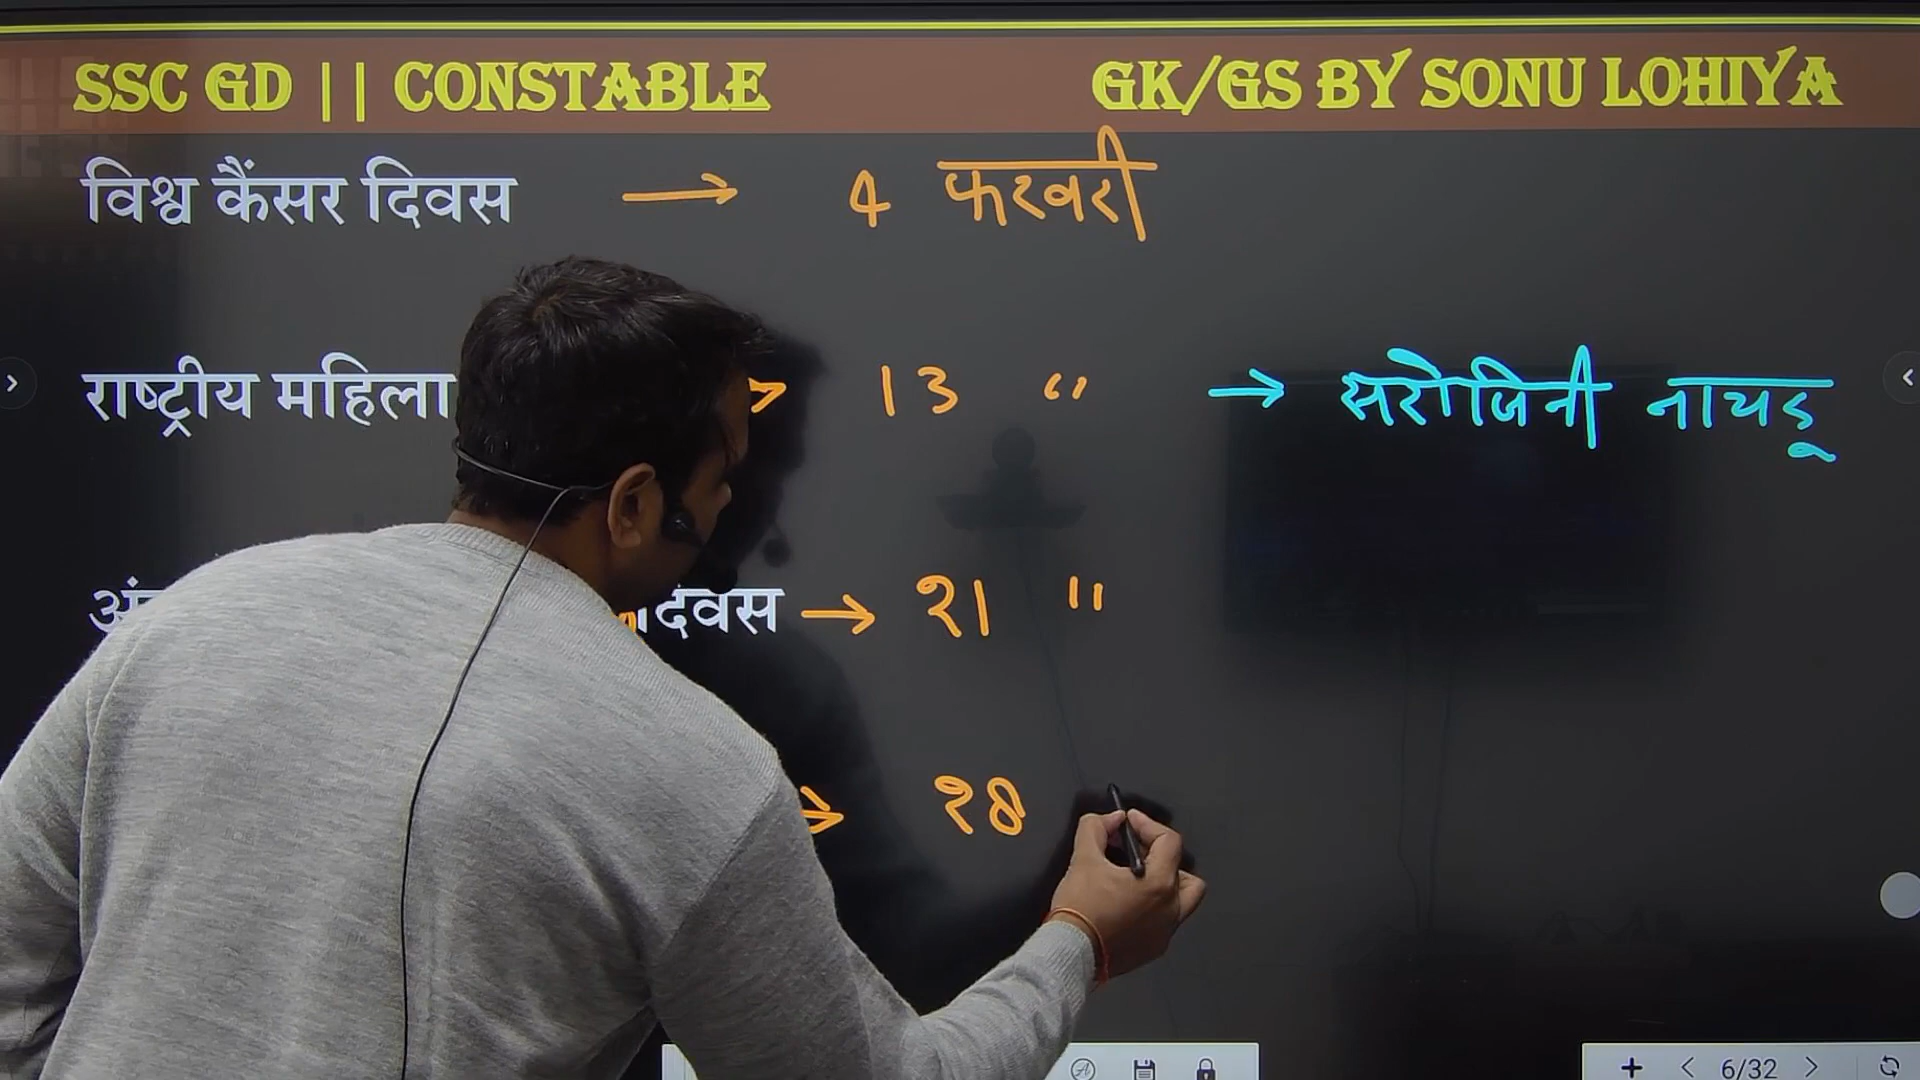 SSC GD || CONSTABLE GK/GS BY SONU LOHIYA
विश्व कैंसर दिवस → 4 फरवरी
राष्ट्रीय महिला → 13 " → सरोजिनी नायडू
दिवस → २1 "
→ २8
6/32